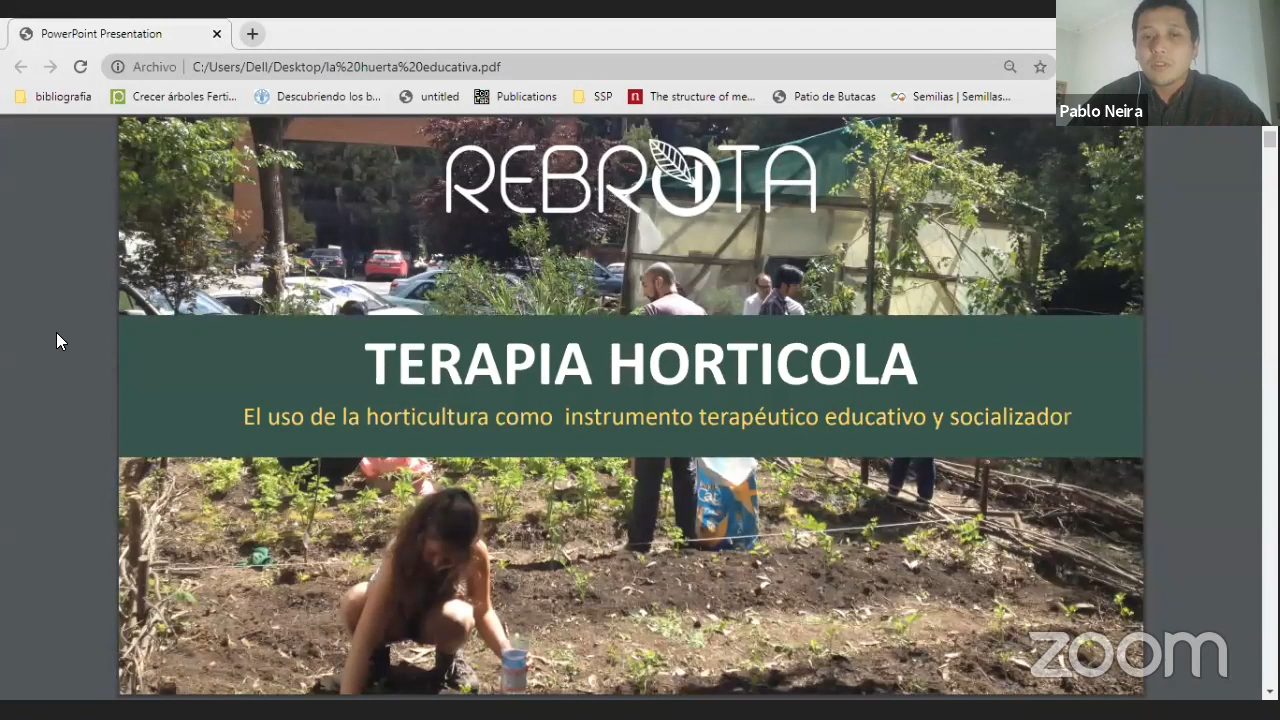 PowerPoint Presentation
Archivo
C:/Users/Dell/Desktop/la%20huerta%20educativa.pdf
bibliografia
Crecer árboles Ferti...
Descubriendo los b...
untitled
Publications
SSP
The structure of me...
Patio de Butacas
Semilias | Semillas...
Pablo Neira
REBROTA
TERAPIA HORTICOLA
El uso de la horticultura como instrumento terapéutico educativo y socializador
Cat
zoom